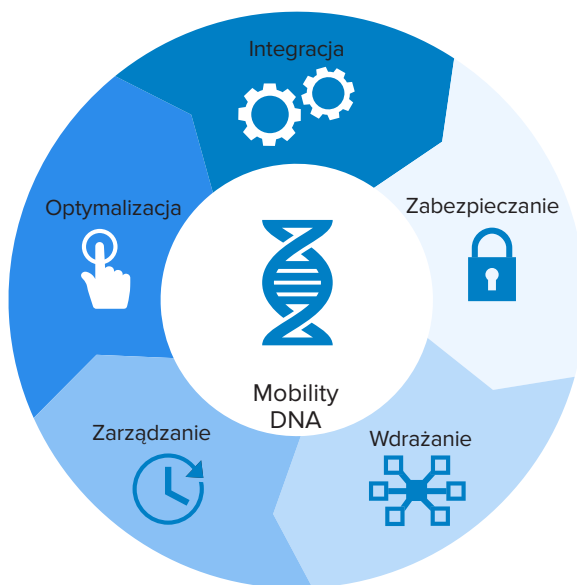 Integracja
Optymalizacja
Zabezpieczanie
Mobility
DNA
Zarządzanie
Wdrażanie